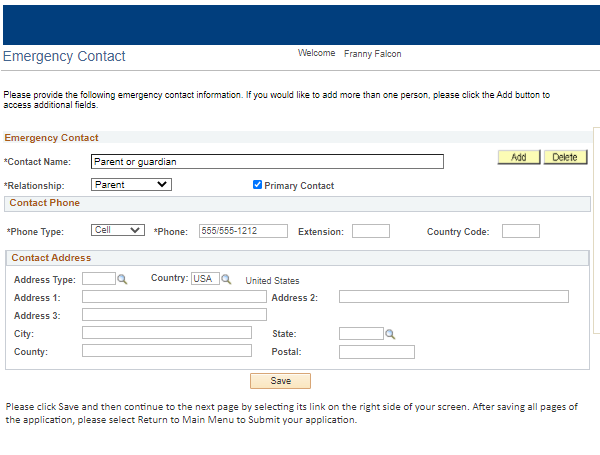 Emergency Contact Welcome Franny Falcon
Please provide the following emergency contact information. If you would like to add more than one person, please click the Add button to
access additional fields.
Emergency Contact
*Contact Name: Parent or guardian Add Delete
*Relationship: Parent Primary Contact
Contact Phone
*Phone Type: Cell *Phone: 555/555-1212 Extension: Country Code:
Contact Address
Address Type: Country: USA United States
Address 1: Address 2:
Address 3:
City: State:
County: Postal:
Save
Please click Save and then continue to the next page by selecting its link on the right side of your screen. After saving all pages of
the application, please select Return to Main Menu to Submit your application.